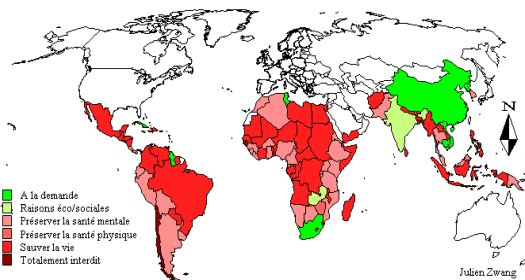 N
A la demande
Raisons éco/sociales
Préserver la santé mentale
Préserver la santé physique
Sauver la vie
Totalement interdit
Julien Zwang